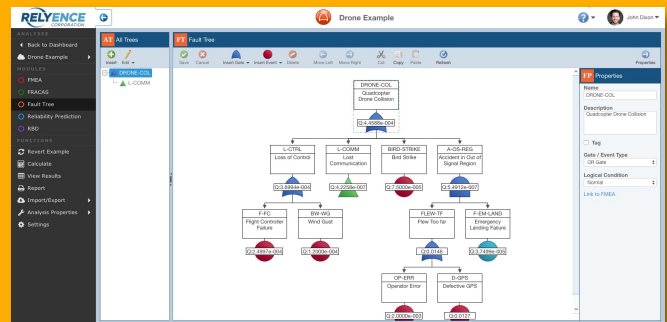 RELYENCE
CORPORATION
Drone Example
?
John Dixon
ANALYSES
Back to Dashboard
Drone Example
MODULES
FMEA
FRACAS
Fault Tree
Reliability Prediction
RBD
FUNCTIONS
Revert Example
Calculate
View Results
Report
Import/Export
Analysis Properties
Settings
AT All Trees
Insert Edit
DRONE-COL
L-COMM
FT Fault Tree
Save Cancel Insert Gate Insert Event Delete Move Left Move Right Cut Copy Paste Refresh Properties
DRONE-COL
Quadcopter
Drone Collision
Q:4.4588e-004
L-CTRL
Loss of Control
Q:3.6994e-004
L-COMM
Lost
Communication
Q:4.2258e-007
BIRD-STRIKE
Bird Strike
Q:7.5000e-005
A-OS-REG
Accident in Out of
Signal Region
Q:5.4912e-007
F-FC
Flight Controller
Failure
Q:2.4997e-004
BW-WG
Wind Gust
Q:1.2000e-004
FLEW-TF
Flew Too far
Q:0.0146
F-EM-LAND
Emergency
Landing Failure
Q:3.7499e-005
OP-ERR
Operator Error
Q:2.0000e-003
D-GPS
Defective GPS
Q:0.0127
FP Properties
Name
DRONE-COL
Description
Quadcopter Drone Collision
Tag
Gate / Event Type
OR Gate
Logical Condition
Normal
Link to FMEA